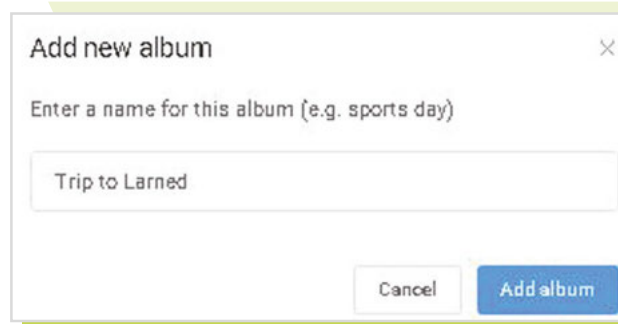 Add new album
Enter a name for this album (e.g. sports day)
Trip to Larned
Cancel
Add album